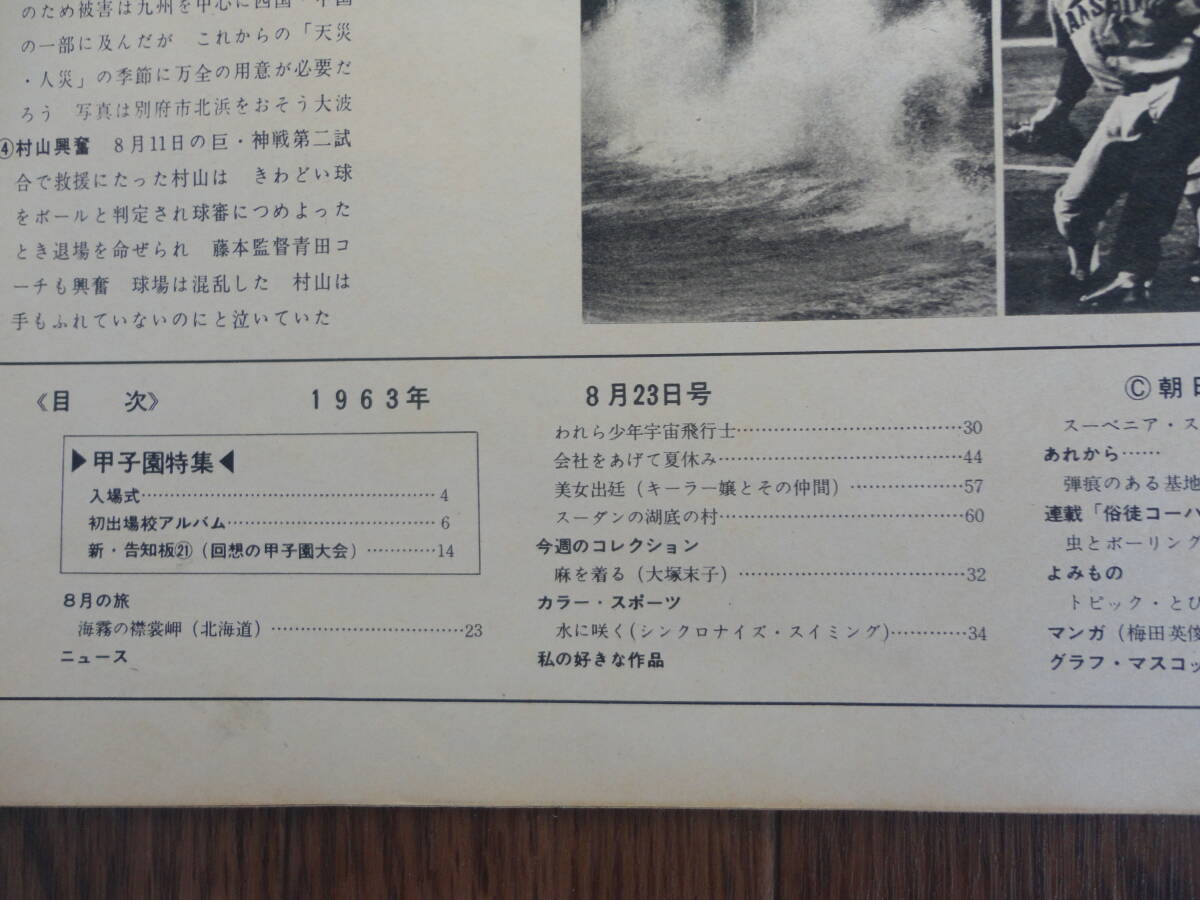 のため被害は九州を中心に四国・中国
の一部に及んだが これからの「天災
・人災」の季節に万全の用意が必要だ
ろう 写真は別府市北浜をおそう大波
④村山興奮 8月11日の巨・神戦第二試
合で救援にたった村山は きわどい球
をボールと判定され球審につめよった
とき退場を命ぜられ 藤本監督青田コ
ーチも興奮 球場は混乱した 村山は
手もふれていないのにと泣いていた
《目 次》 1963年 8月23日号 Ⓒ朝日
▶甲子園特集◀
入場式…………………………………4
初出場校アルバム………………………6
新・告知板㉑(回想の甲子園大会)…………14
8月の旅
海霧の襟裳岬(北海道)……………………23
ニュース
われら少年宇宙飛行士…………………………30
会社をあげて夏休み……………………………44
美女出廷(キーラー嬢とその仲間)……………57
スーダンの湖底の村……………………………60
今週のコレクション
麻を着る(大塚末子)…………………………32
カラー・スポーツ
水に咲く(シンクロナイズ・スイミング)…………34
私の好きな作品
スーベニア・ス
あれから……
弾痕のある基地
連載「俗徒コーハ
虫とボーリング
よみもの
トピック・とぴ
マンガ(梅田英俊
グラフ・マスコッ